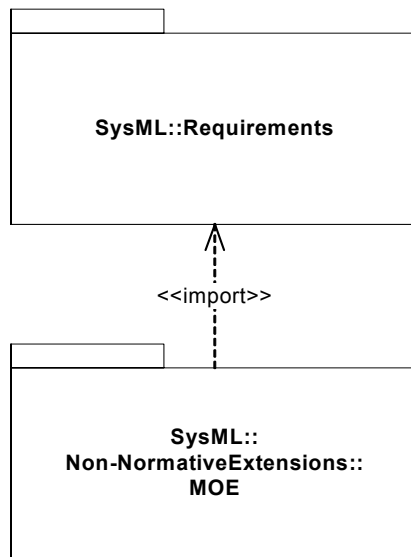 SysML::Requirements
<<import>>
SysML::
Non-NormativeExtensions::
MOE